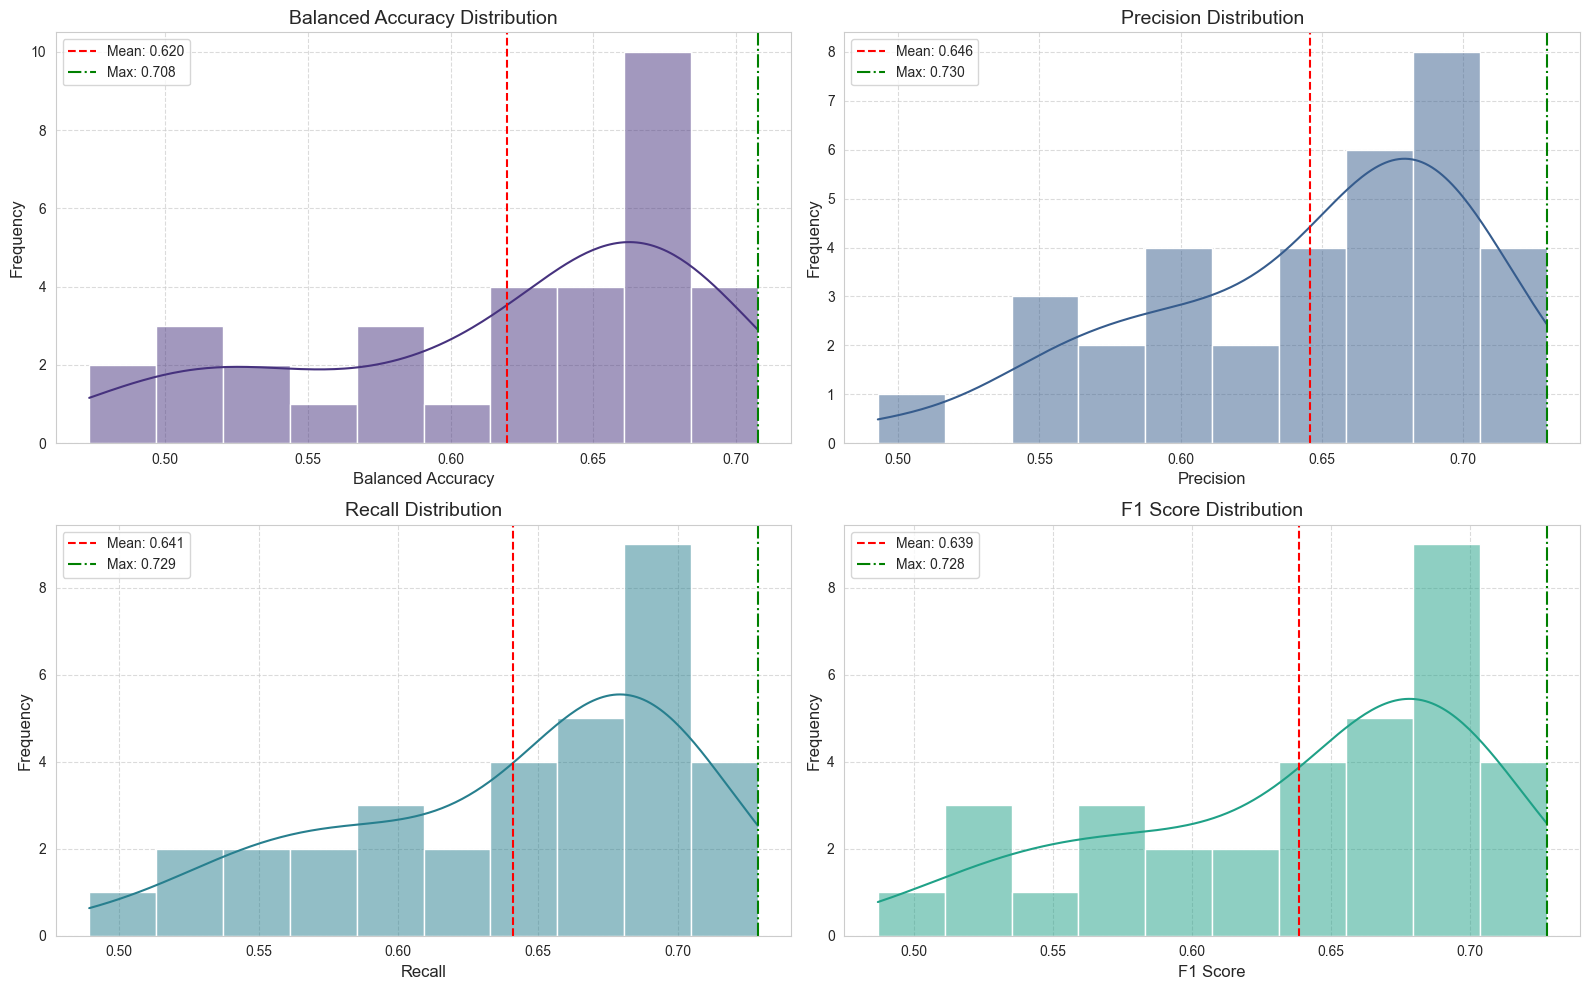 Balanced Accuracy Distribution
Mean: 0.620
Max: 0.708
Frequency
10
8
6
4
2
0
0.50 0.55 0.60 0.65 0.70
Balanced Accuracy
Precision Distribution
Mean: 0.646
Max: 0.730
Frequency
8
7
6
5
4
3
2
1
0
0.50 0.55 0.60 0.65 0.70
Precision
Recall Distribution
Mean: 0.641
Max: 0.729
Frequency
8
6
4
2
0
0.50 0.55 0.60 0.65 0.70
Recall
F1 Score Distribution
Mean: 0.639
Max: 0.728
Frequency
8
6
4
2
0
0.50 0.55 0.60 0.65 0.70
F1 Score